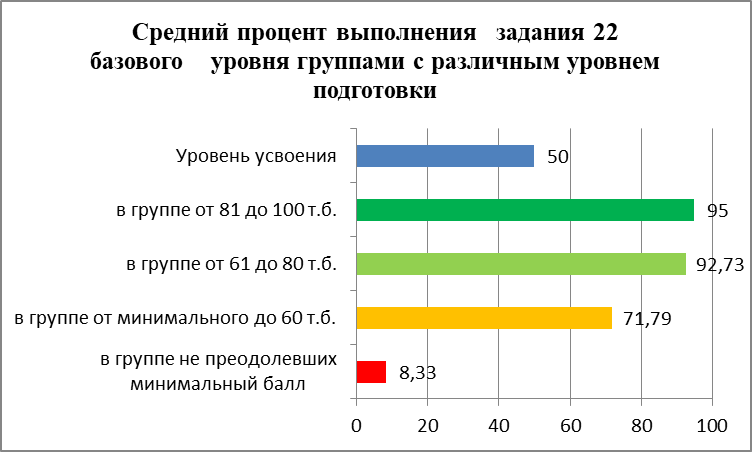 Средний процент выполнения задания 22
базового уровня группами с различным уровнем
подготовки
Уровень усвоения
50
в группе от 81 до 100 т.б.
95
в группе от 61 до 80 т.б.
92,73
в группе от минимального до 60 т.б.
71,79
в группе не преодолевших
минимальный балл
8,33
0 20 40 60 80 100